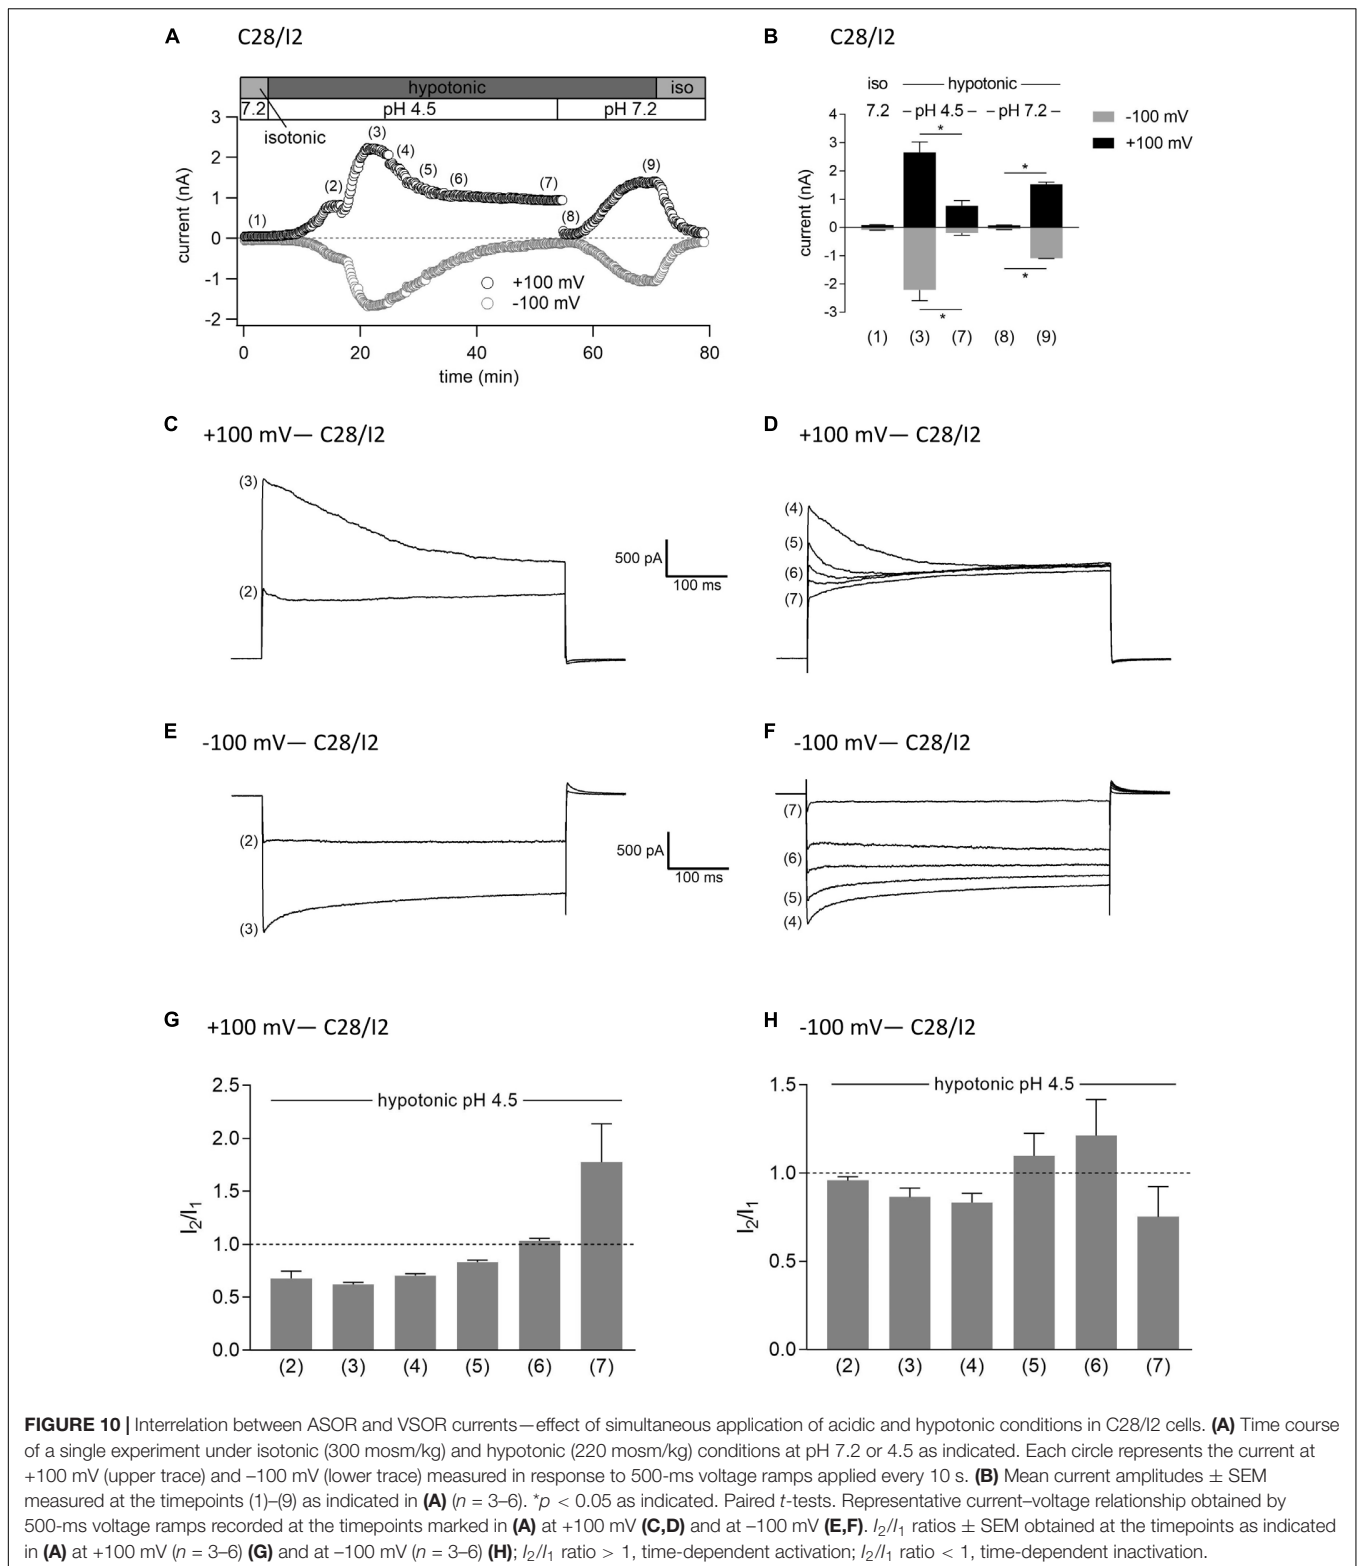 A C28/I2
hypotonic iso
7.2 pH 4.5 pH 7.2
isotonic
3
2
1
0
-1
-2
current (nA)
(1) (2) (3) (4) (5) (6) (7) (8) (9)
+100 mV
-100 mV
0 20 40 60 80
time (min)
B C28/I2
iso hypotonic
7.2 pH 4.5 pH 7.2
-100 mV
+100 mV
4
3
2
1
0
-1
-2
-3
current (nA)
* *
* *
(1) (3) (7) (8) (9)
C +100 mV— C28/I2
(3)
(2)
500 pA
100 ms
D +100 mV— C28/I2
(4)
(5)
(6)
(7)
E -100 mV— C28/I2
(2)
(3)
500 pA
100 ms
F -100 mV— C28/I2
(7)
(6)
(5)
(4)
G +100 mV— C28/I2
hypotonic pH 4.5
2.5
2.0
1.5
1.0
0.5
0.0
I2/I1
(2) (3) (4) (5) (6) (7)
H -100 mV— C28/I2
hypotonic pH 4.5
1.5
1.0
0.5
0.0
I2/I1
(2) (3) (4) (5) (6) (7)
FIGURE 10 | Interrelation between ASOR and VSOR currents—effect of simultaneous application of acidic and hypotonic conditions in C28/I2 cells. (A) Time course
of a single experiment under isotonic (300 mosm/kg) and hypotonic (220 mosm/kg) conditions at pH 7.2 or 4.5 as indicated. Each circle represents the current at
+100 mV (upper trace) and –100 mV (lower trace) measured in response to 500-ms voltage ramps applied every 10 s. (B) Mean current amplitudes ± SEM
measured at the timepoints (1)–(9) as indicated in (A) (n = 3–6). *p < 0.05 as indicated. Paired t-tests. Representative current–voltage relationship obtained by
500-ms voltage ramps recorded at the timepoints marked in (A) at +100 mV (C,D) and at –100 mV (E,F). I2/I1 ratios ± SEM obtained at the timepoints as indicated
in (A) at +100 mV (n = 3–6) (G) and at –100 mV (n = 3–6) (H); I2/I1 ratio > 1, time-dependent activation; I2/I1 ratio < 1, time-dependent inactivation.